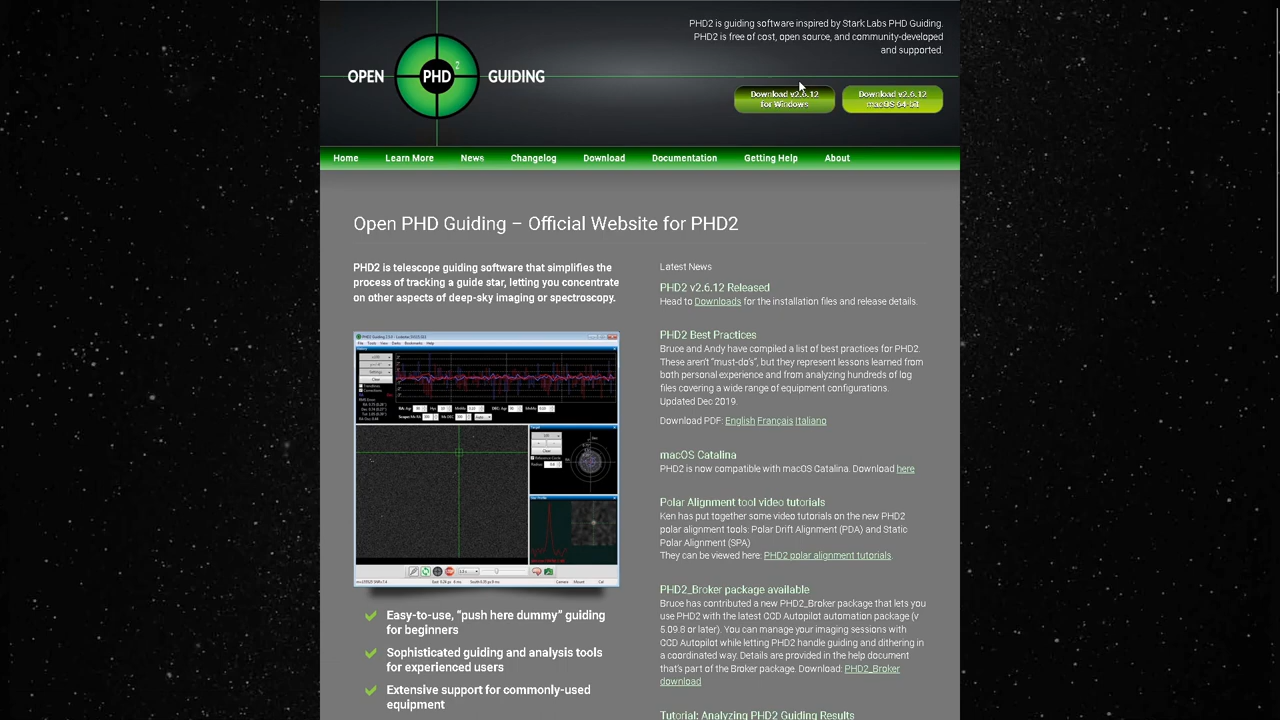 PHD2 is guiding software inspired by Stark Labs PHD Guiding.
PHD2 is free of cost, open source, and community-developed
and supported.
OPEN PHD 2 GUIDING
Download v2.6.12
for Windows
Download v2.6.12
macOS 64-bit
Home Learn More News Changelog Download Documentation Getting Help About
Open PHD Guiding – Official Website for PHD2
PHD2 is telescope guiding software that simplifies the
process of tracking a guide star, letting you concentrate
on other aspects of deep-sky imaging or spectroscopy.
Easy-to-use, “push here dummy” guiding
for beginners
Sophisticated guiding and analysis tools
for experienced users
Extensive support for commonly-used
equipment
Latest News
PHD2 v2.6.12 Released
Head to Downloads for the installation files and release details.
PHD2 Best Practices
Bruce and Andy have compiled a list of best practices for PHD2.
These aren’t “must-do’s”, but they represent lessons learned from
both personal experience and from analyzing hundreds of log
files covering a wide range of equipment configurations.
Updated Dec 2019.
Download PDF: English Français Italiano
macOS Catalina
PHD2 is now compatible with macOS Catalina. Download here
Polar Alignment tool video tutorials
Ken has put together some video tutorials on the new PHD2
polar alignment tools: Polar Drift Alignment (PDA) and Static
Polar Alignment (SPA)
They can be viewed here: PHD2 polar alignment tutorials.
PHD2_Broker package available
Bruce has contributed a new PHD2_Broker package that lets you
use PHD2 with the latest CCD Autopilot automation package (v
5.09.8 or later). You can manage your imaging sessions with
CCD Autopilot while letting PHD2 handle guiding and dithering in
a coordinated way. Details are provided in the help document
that’s part of the Broker package. Download: PHD2_Broker
download
Tutorial: Analyzing PHD2 Guiding Results